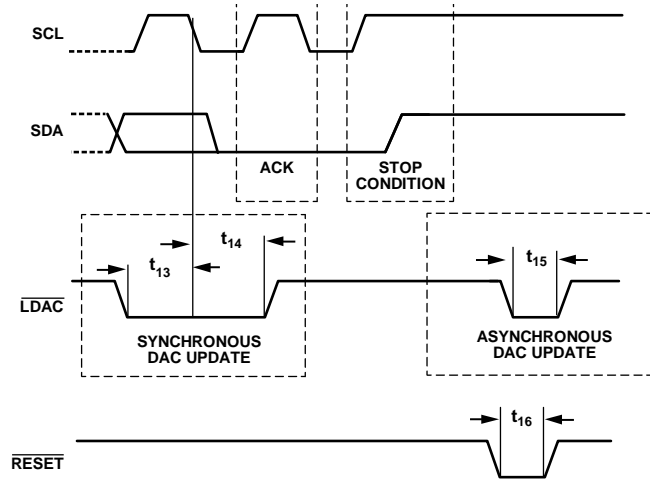 SCL
SDA
ACK
STOP
CONDITION
t13
t14
t15
LDAC
SYNCHRONOUS
DAC UPDATE
ASYNCHRONOUS
DAC UPDATE
t16
RESET